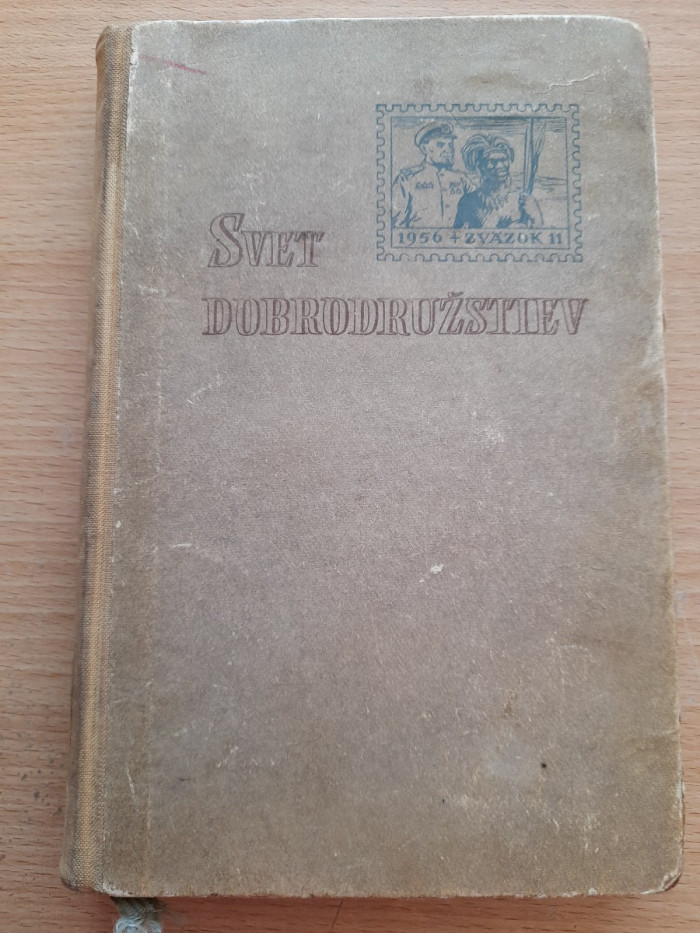 1956 + ZVÄZOK 11
SVET
DOBRODRUŽSTIEV